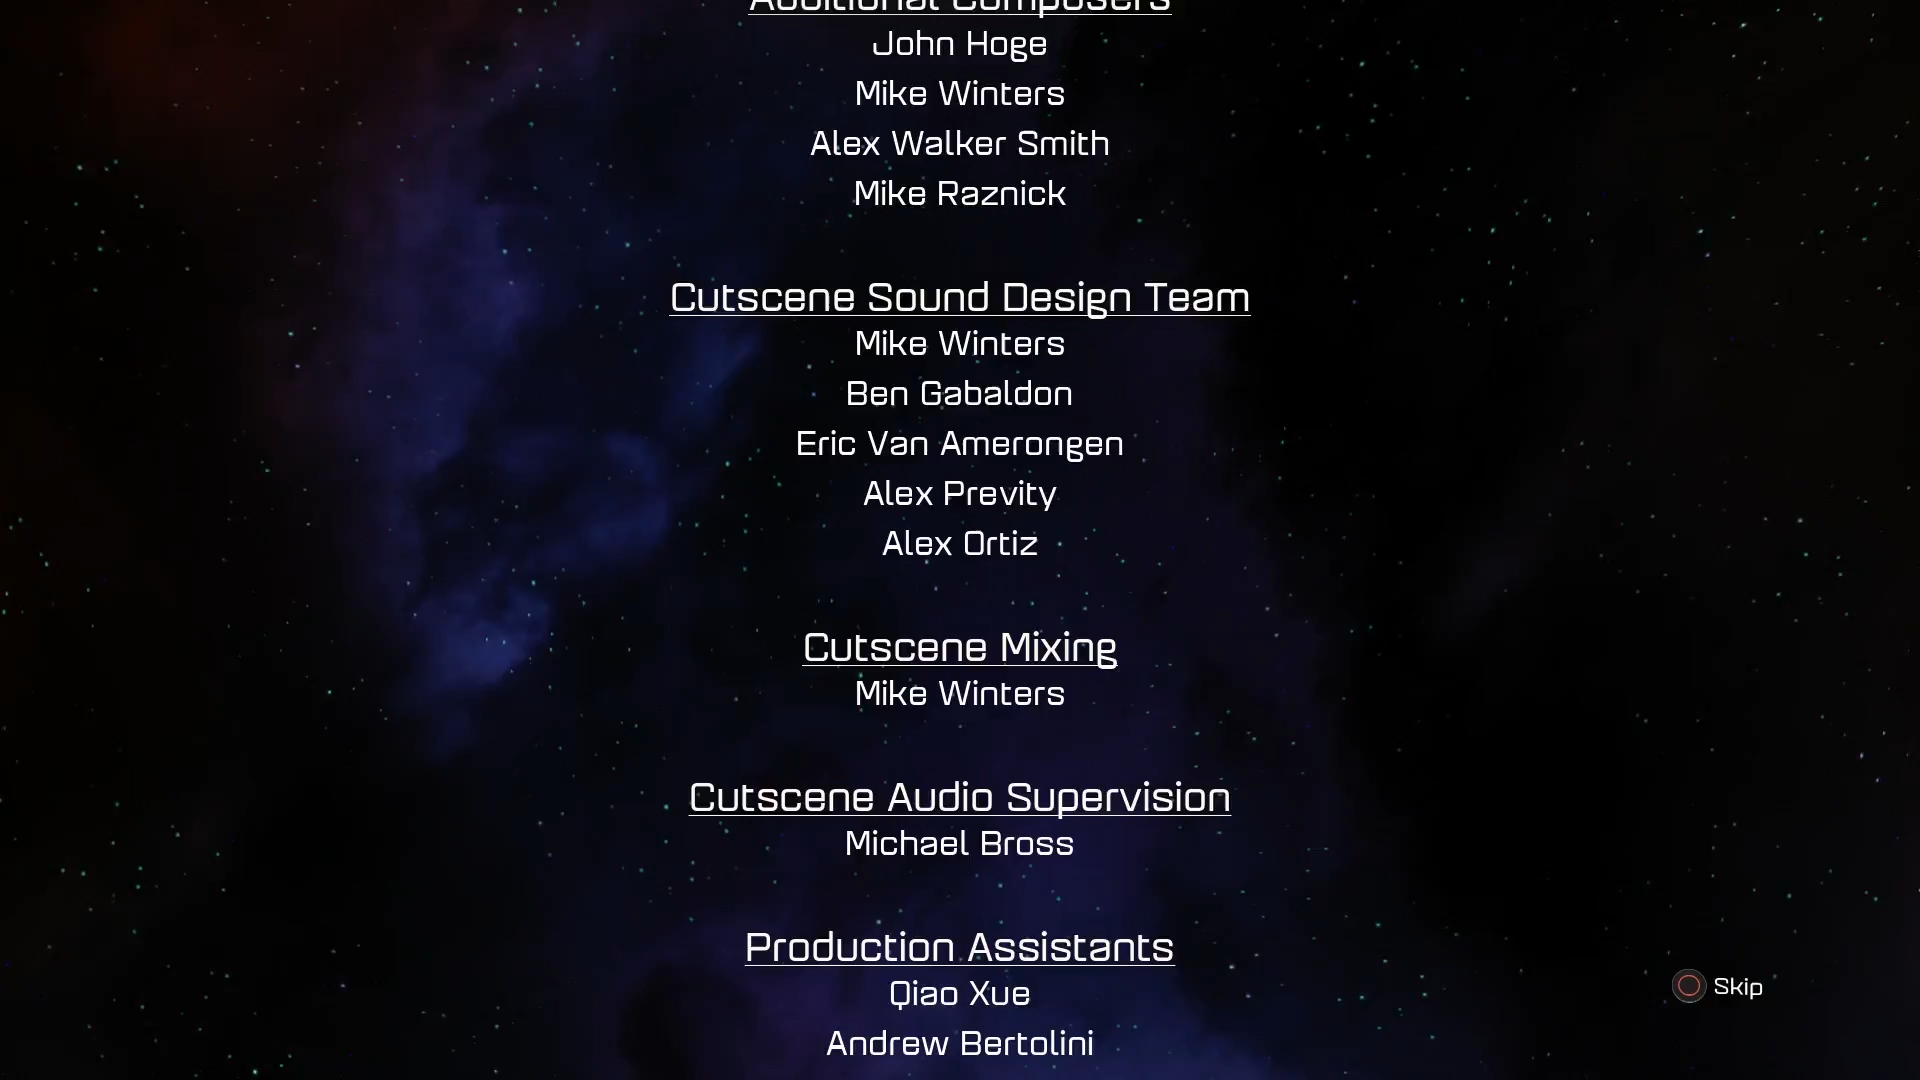 Additional Composers
John Hoge
Mike Winters
Alex Walker Smith
Mike Raznick
Cutscene Sound Design Team
Mike Winters
Ben Gabaldon
Eric Van Amerongen
Alex Previty
Alex Ortiz
Cutscene Mixing
Mike Winters
Cutscene Audio Supervision
Michael Bross
Production Assistants
Qiao Xue
Skip
Andrew Bertolini